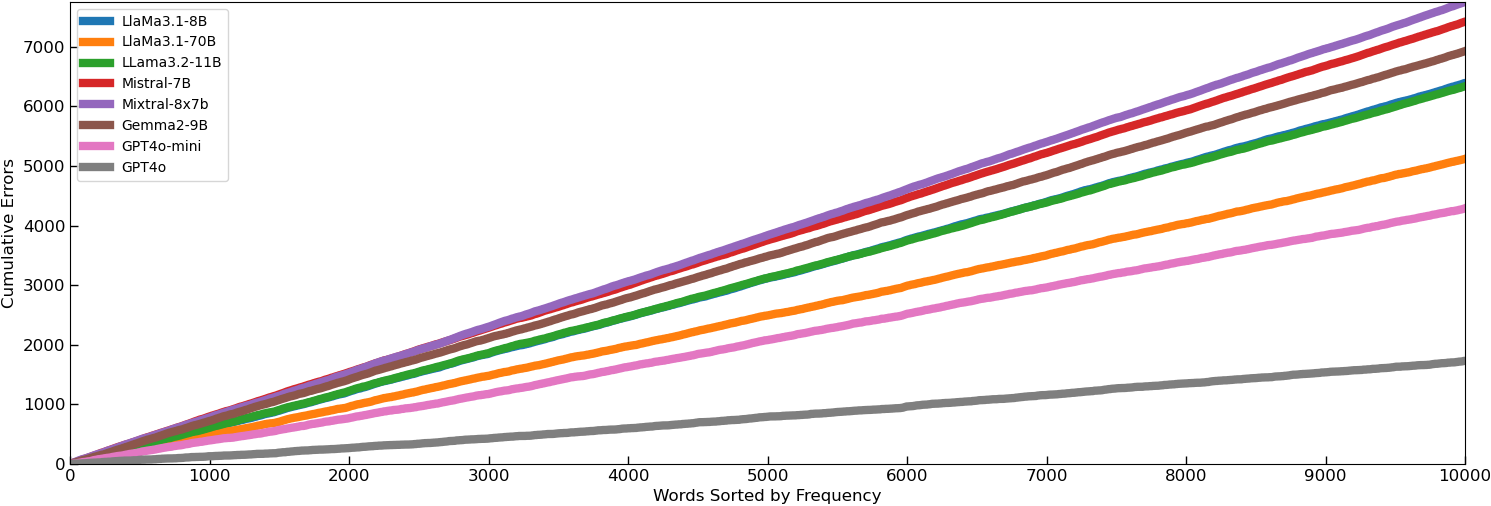 LlaMa3.1-8B
LlaMa3.1-70B
LLama3.2-11B
Mistral-7B
Mixtral-8x7b
Gemma2-9B
GPT4o-mini
GPT4o
Cumulative Errors
7000
6000
5000
4000
3000
2000
1000
0
0 1000 2000 3000 4000 5000 6000 7000 8000 9000 10000
Words Sorted by Frequency